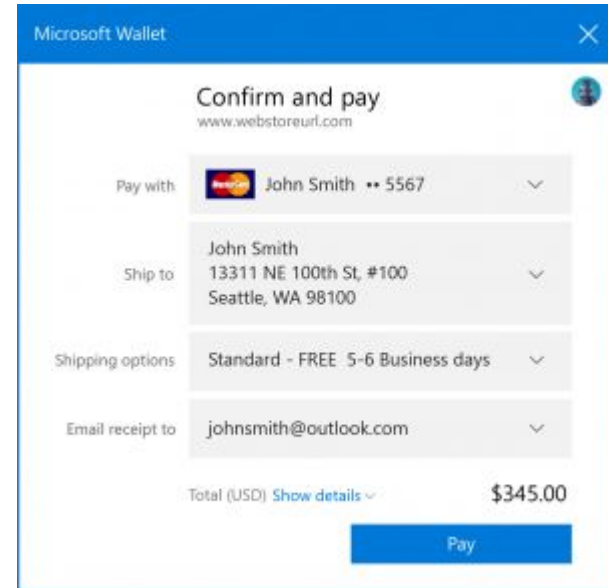 Microsoft Wallet
Confirm and pay
www.webstoreurl.com
Pay with
MasterCard
John Smith •• 5567
Ship to
John Smith
13311 NE 100th St, #100
Seattle, WA 98100
Shipping options
Standard - FREE 5-6 Business days
Email receipt to
johnsmith@outlook.com
Total (USD) Show details
$345.00
Pay